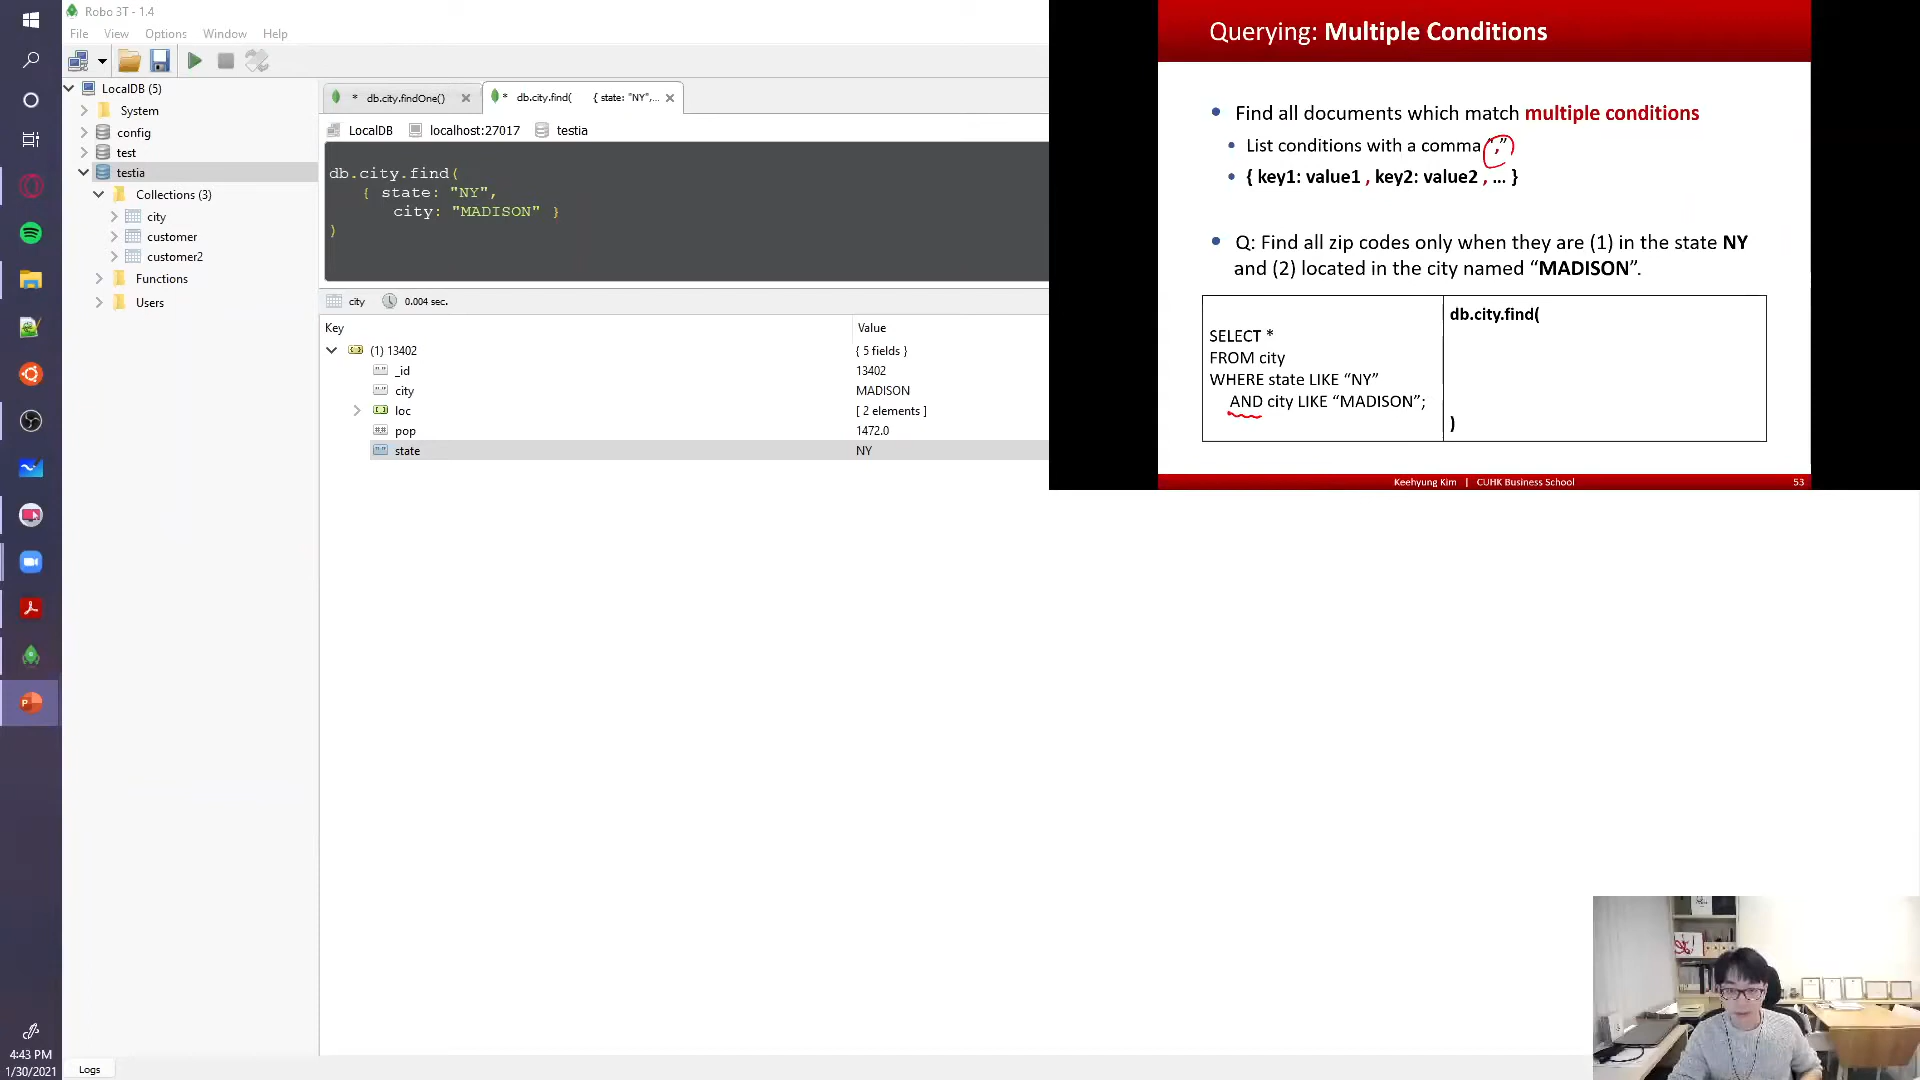 Robo 3T - 1.4
File View Options Window Help
LocalDB (5)
System
config
test
testia
Collections (3)
city
customer
customer2
Functions
Users
* db.city.findOne()
* db.city.find( { state: "NY",...
LocalDB localhost:27017 testia
db.city.find(
{ state: "NY",
city: "MADISON" }
)
city 0.004 sec.
Key Value
(1) 13402 { 5 fields }
_id 13402
city MADISON
loc [ 2 elements ]
pop 1472.0
state NY
Logs
4:43 PM
1/30/2021
Querying: Multiple Conditions
• Find all documents which match multiple conditions
• List conditions with a comma “,”
• { key1: value1 , key2: value2 , ... }
• Q: Find all zip codes only when they are (1) in the state NY
and (2) located in the city named “MADISON”.
SELECT *
FROM city
WHERE state LIKE “NY”
AND city LIKE “MADISON”;
db.city.find(
)
Keehyung Kim | CUHK Business School 53